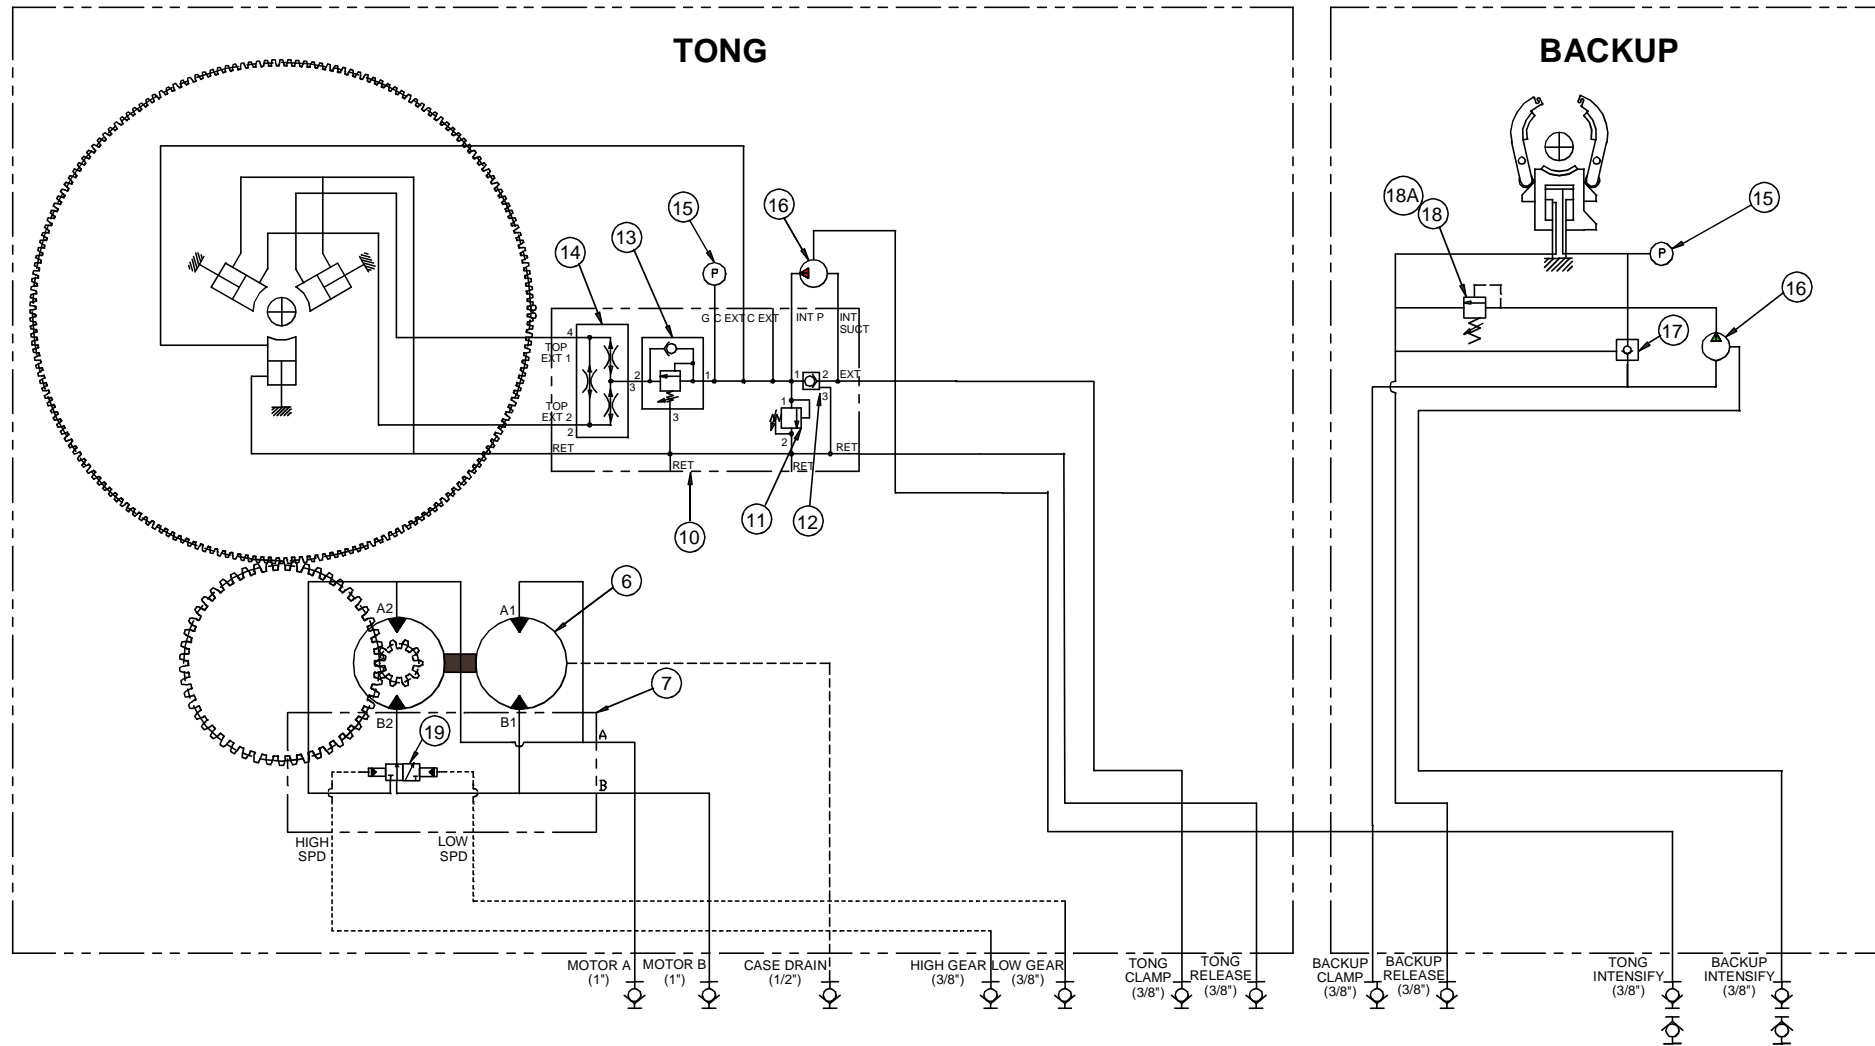 TONG
BACKUP
15
16
13
14
P
G C EXT
C EXT
INT P
INT
SUCT
4
TOP
EXT 1
2
3
1
1
2
EXT
3
1
TOP
EXT 2
2
3
2
RET
RET
RET
RET
10
11
12
18A
18
15
P
16
17
6
A2
A1
7
B2
B1
19
A
B
HIGH
SPD
LOW
SPD
MOTOR A
(1")
MOTOR B
(1")
CASE DRAIN
(1/2")
HIGH GEAR
(3/8")
LOW GEAR
(3/8")
TONG
CLAMP
(3/8")
TONG
RELEASE
(3/8")
BACKUP
CLAMP
(3/8")
BACKUP
RELEASE
(3/8")
TONG
INTENSIFY
(3/8")
BACKUP
INTENSIFY
(3/8")